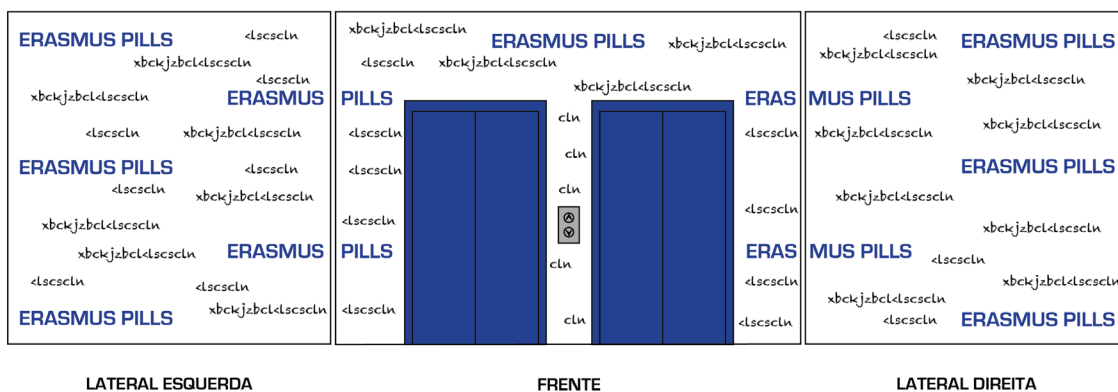 ERASMUS PILLS <lscscln
xbckjzbcl<lscscln
<lscscln
xbckjzbcl<lscscln ERASMUS
<lscscln xbckjzbcl<lscscln
ERASMUS PILLS <lscscln
<lscscln xbckjzbcl<lscscln
xbckjzbcl<lscscln
xbckjzbcl<lscscln ERASMUS PILLS
<lscscln <lscscln
xbckjzbcl<lscscln
ERASMUS PILLS
LATERAL ESQUERDA
xbckjzbcl<lscscln
ERASMUS PILLS xbckjzbcl<lscscln
<lscscln xbckjzbcl<lscscln
xbckjzbcl<lscscln
PILLS ERAS
cln
<lscscln <lscscln
cln
<lscscln
cln
<lscscln
<lscscln
PILLS ERAS
cln
<lscscln
<lscscln
cln <lscscln
FRENTE
<lscscln ERASMUS PILLS
xbckjzbcl<lscscln
xbckjzbcl<lscscln
MUS PILLS
xbckjzbcl<lscscln xbckjzbcl<lscscln
ERASMUS PILLS
xbckjzbcl<lscscln
xbckjzbcl<lscscln
MUS PILLS <lscscln
xbckjzbcl<lscscln
xbckjzbcl<lscscln
<lscscln ERASMUS PILLS
LATERAL DIREITA